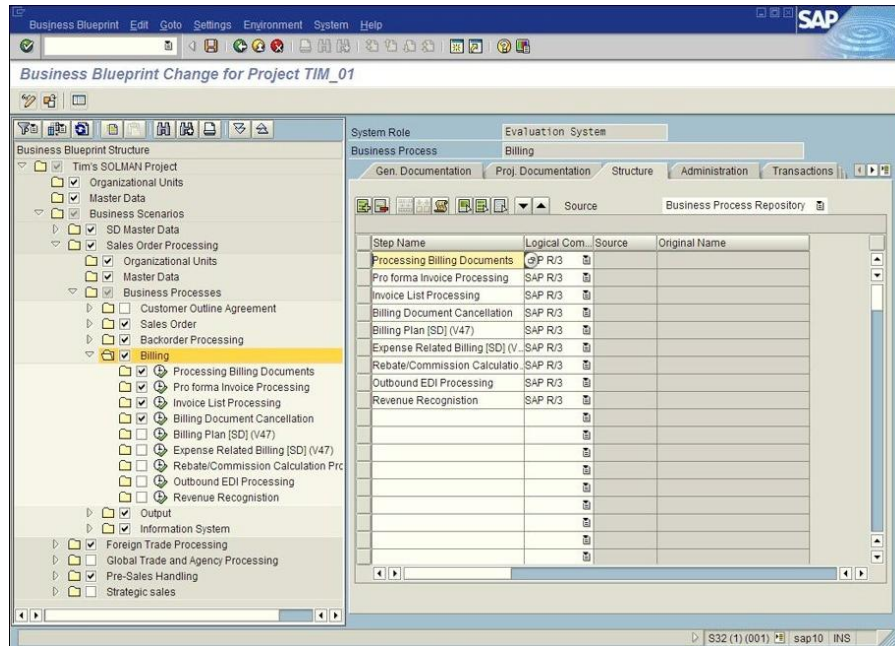 Business Blueprint Edit Goto Settings Environment System Help
SAP
Business Blueprint Change for Project TIM_01
System Role Evaluation System
Business Process Billing
Gen. Documentation Proj. Documentation Structure Administration Transactions
Source Business Process Repository
Business Blueprint Structure
Tim's SOLMAN Project
Organizational Units
Master Data
Business Scenarios
SD Master Data
Sales Order Processing
Organizational Units
Master Data
Business Processes
Customer Outline Agreement
Sales Order
Backorder Processing
Billing
Processing Billing Documents
Pro forma Invoice Processing
Invoice List Processing
Billing Document Cancellation
Billing Plan [SD] (V47)
Expense Related Billing [SD] (V47)
Rebate/Commission Calculation Prc
Outbound EDI Processing
Revenue Recognistion
Output
Information System
Foreign Trade Processing
Global Trade and Agency Processing
Pre-Sales Handling
Strategic sales
Step Name Logical Com... Source Original Name
Processing Billing Documents P R/3
Pro forma Invoice Processing SAP R/3
Invoice List Processing SAP R/3
Billing Document Cancellation SAP R/3
Billing Plan [SD] (V47) SAP R/3
Expense Related Billing [SD] (V... SAP R/3
Rebate/Commission Calculatio... SAP R/3
Outbound EDI Processing SAP R/3
Revenue Recognistion SAP R/3
S32 (1) (001) sap10 INS